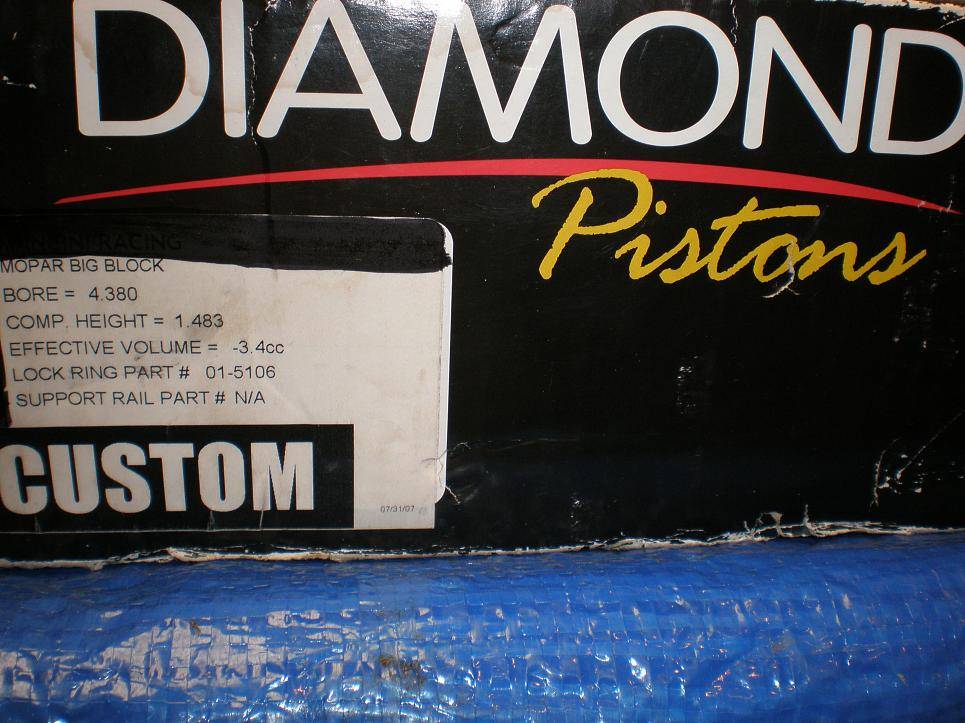 DIAMOND
Pistons
RACING
MOPAR BIG BLOCK
BORE = 4.380
COMP. HEIGHT = 1.483
EFFECTIVE VOLUME = -3.4cc
LOCK RING PART # 01-5106
SUPPORT RAIL PART # N/A
CUSTOM
07/31/07